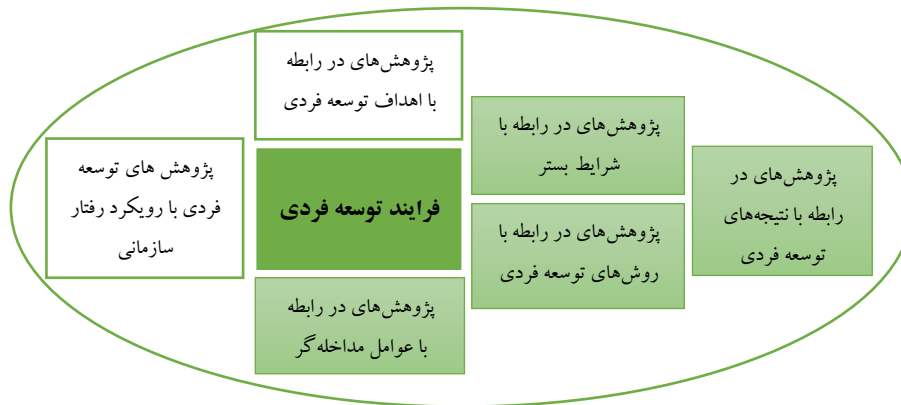 پژوهش‌های در رابطه
با اهداف توسعه فردی
پژوهش‌های در رابطه با
شرایط بستر
پژوهش‌های در
رابطه با نتیجه‌های
توسعه فردی
پژوهش های توسعه
فردی با رویکرد رفتار
سازمانی
فرایند توسعه فردی
پژوهش‌های در رابطه با
روش‌های توسعه فردی
پژوهش‌های در رابطه
با عوامل مداخله‌گر